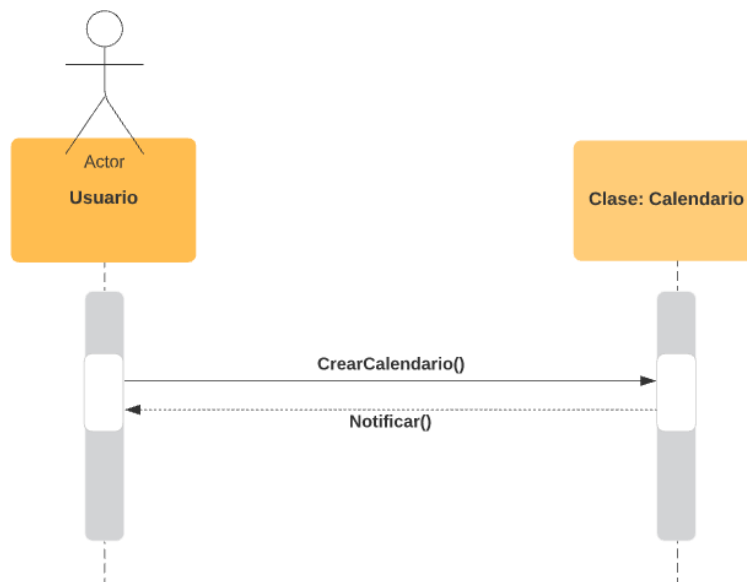 Actor
Usuario
Clase: Calendario
CrearCalendario()
Notificar()